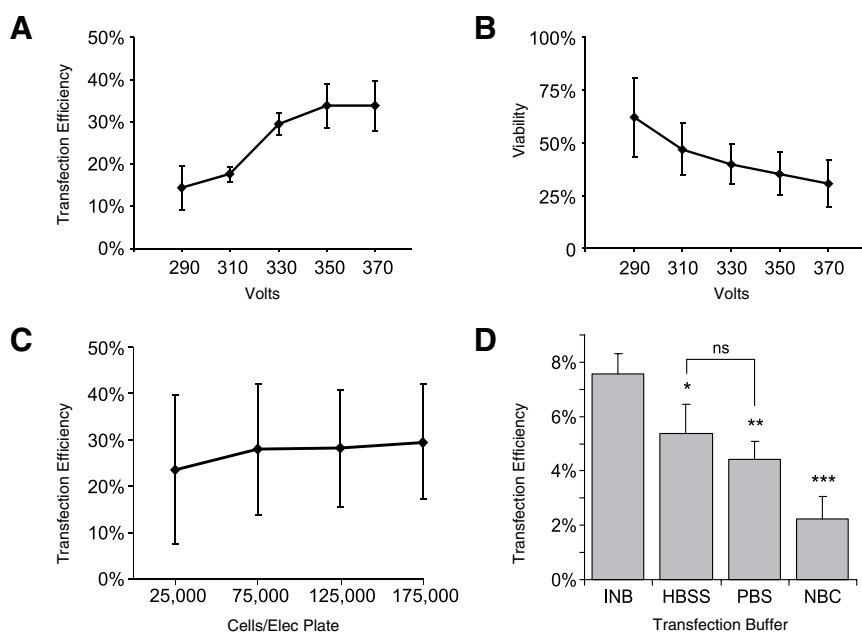 A
50%
40%
30%
20%
10%
0%
Transfection Efficiency
290 310 330 350 370
Volts
B
100%
75%
50%
25%
0
Viability
290 310 330 350 370
Volts
C
50%
40%
30%
20%
10%
0%
Transfection Efficiency
25,000 75,000 125,000 175,000
Cells/Elec Plate
D
8%
6%
4%
2%
0%
Transfection Efficiency
ns
*
**
***
INB HBSS PBS NBC
Transfection Buffer